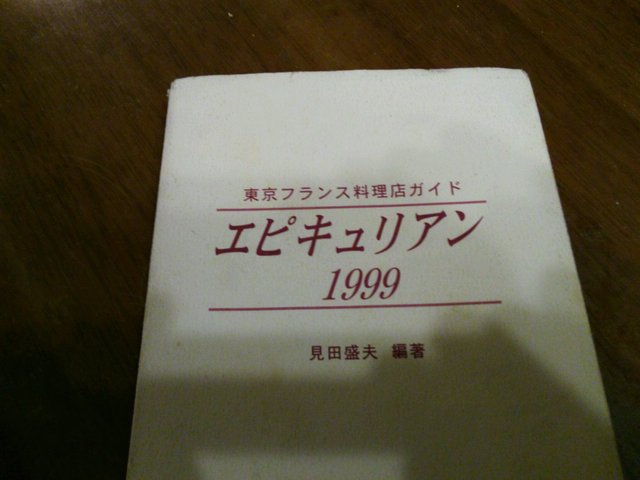 東京フランス料理店ガイド
エピキュリアン
1999
見田盛夫 編著